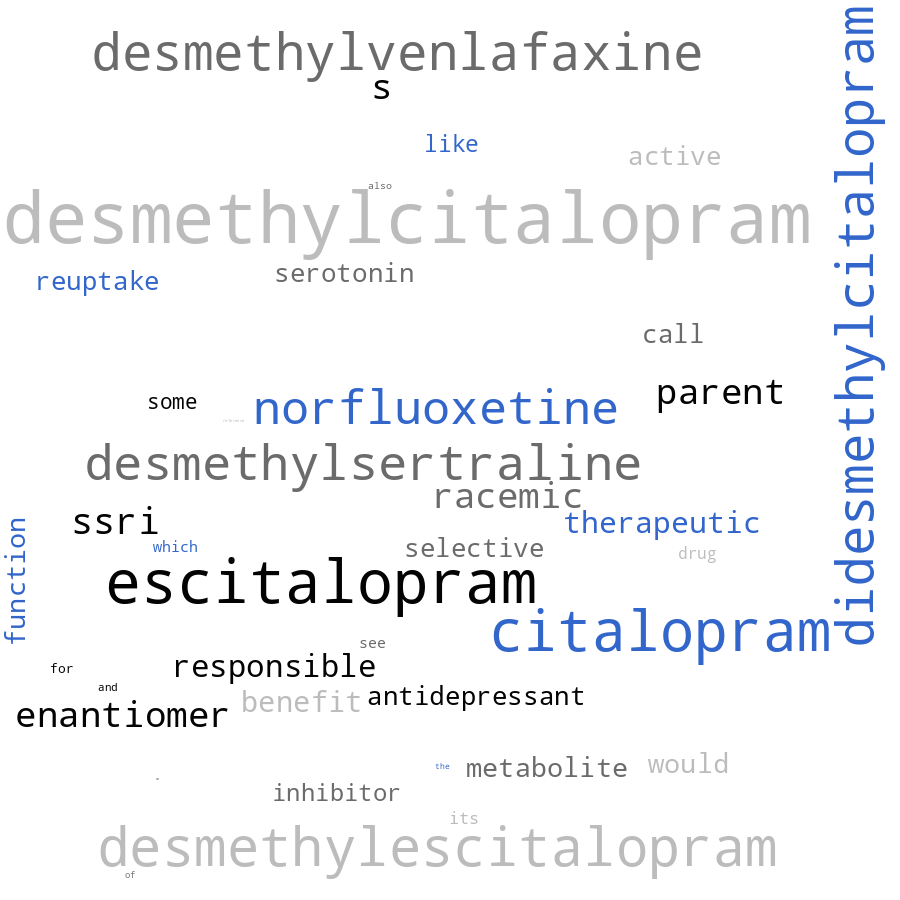 desmethylvenlafaxine
s
like
active
also
desmethylcitalopram
didesmethylcitalopram
reuptake
serotonin
call
parent
some
norfluoxetine
desmethylsertraline
racemic
ssri
therapeutic
function
which
selective
drug
escitalopram
citalopram
see
for
responsible
and
benefit
antidepressant
enantiomer
the
metabolite
would
.
inhibitor
its
desmethylescitalopram
of